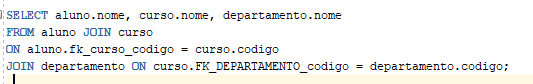 SELECT aluno.nome, curso.nome, departamento.nome
FROM aluno JOIN curso
ON aluno.fk_curso_codigo = curso.codigo
JOIN departamento ON curso.FK_DEPARTAMENTO_codigo = departamento.codigo;